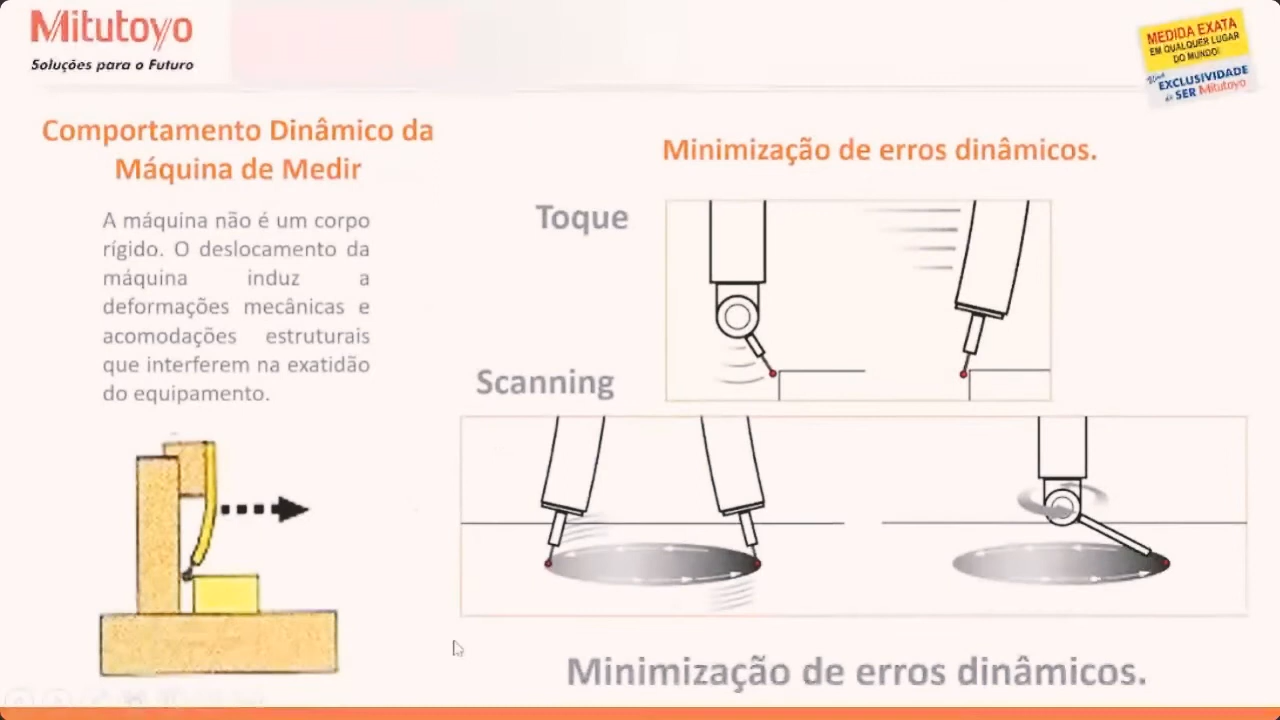 Mitutoyo
Soluções para o Futuro
MEDIDA EXATA
EM QUALQUER LUGAR
DO MUNDO!
Uma
EXCLUSIVIDADE
de SER Mitutoyo
Comportamento Dinâmico da
Máquina de Medir
A máquina não é um corpo
rígido. O deslocamento da
máquina induz a
deformações mecânicas e
acomodações estruturais
que interferem na exatidão
do equipamento.
Minimização de erros dinâmicos.
Toque
Scanning
Minimização de erros dinâmicos.